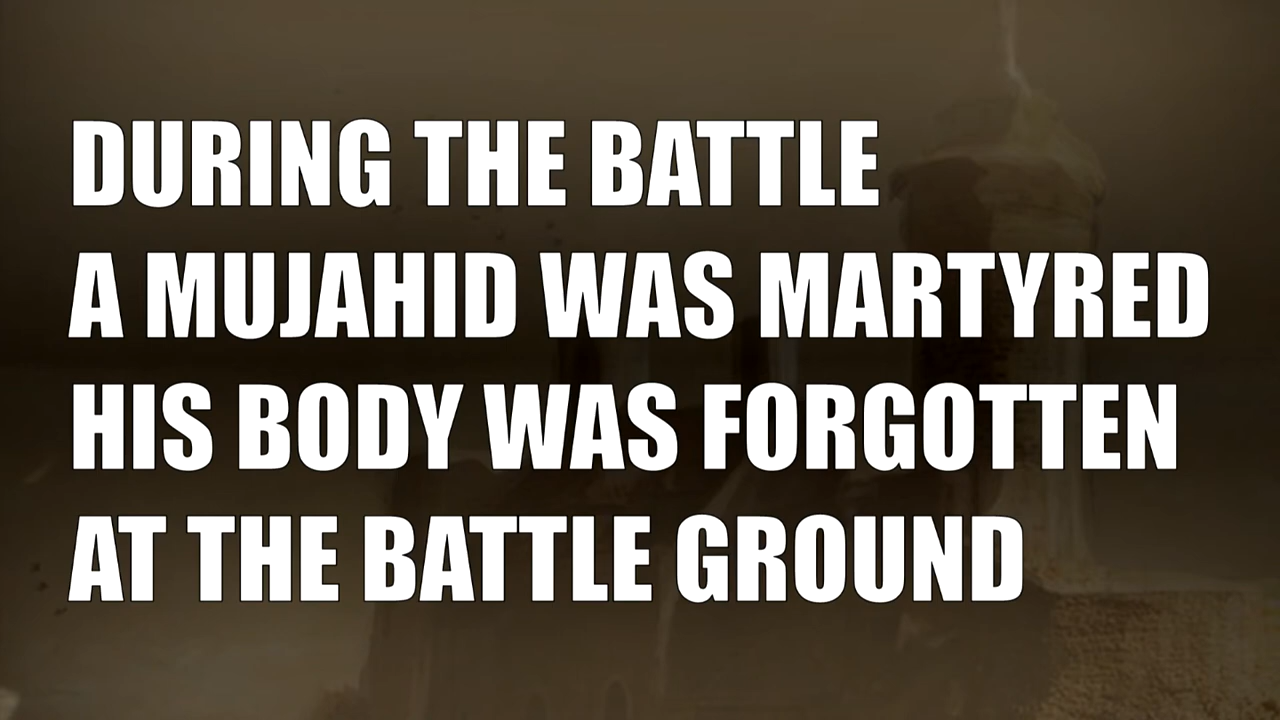 DURING THE BATTLE
A MUJAHID WAS MARTYRED
HIS BODY WAS FORGOTTEN
AT THE BATTLE GROUND